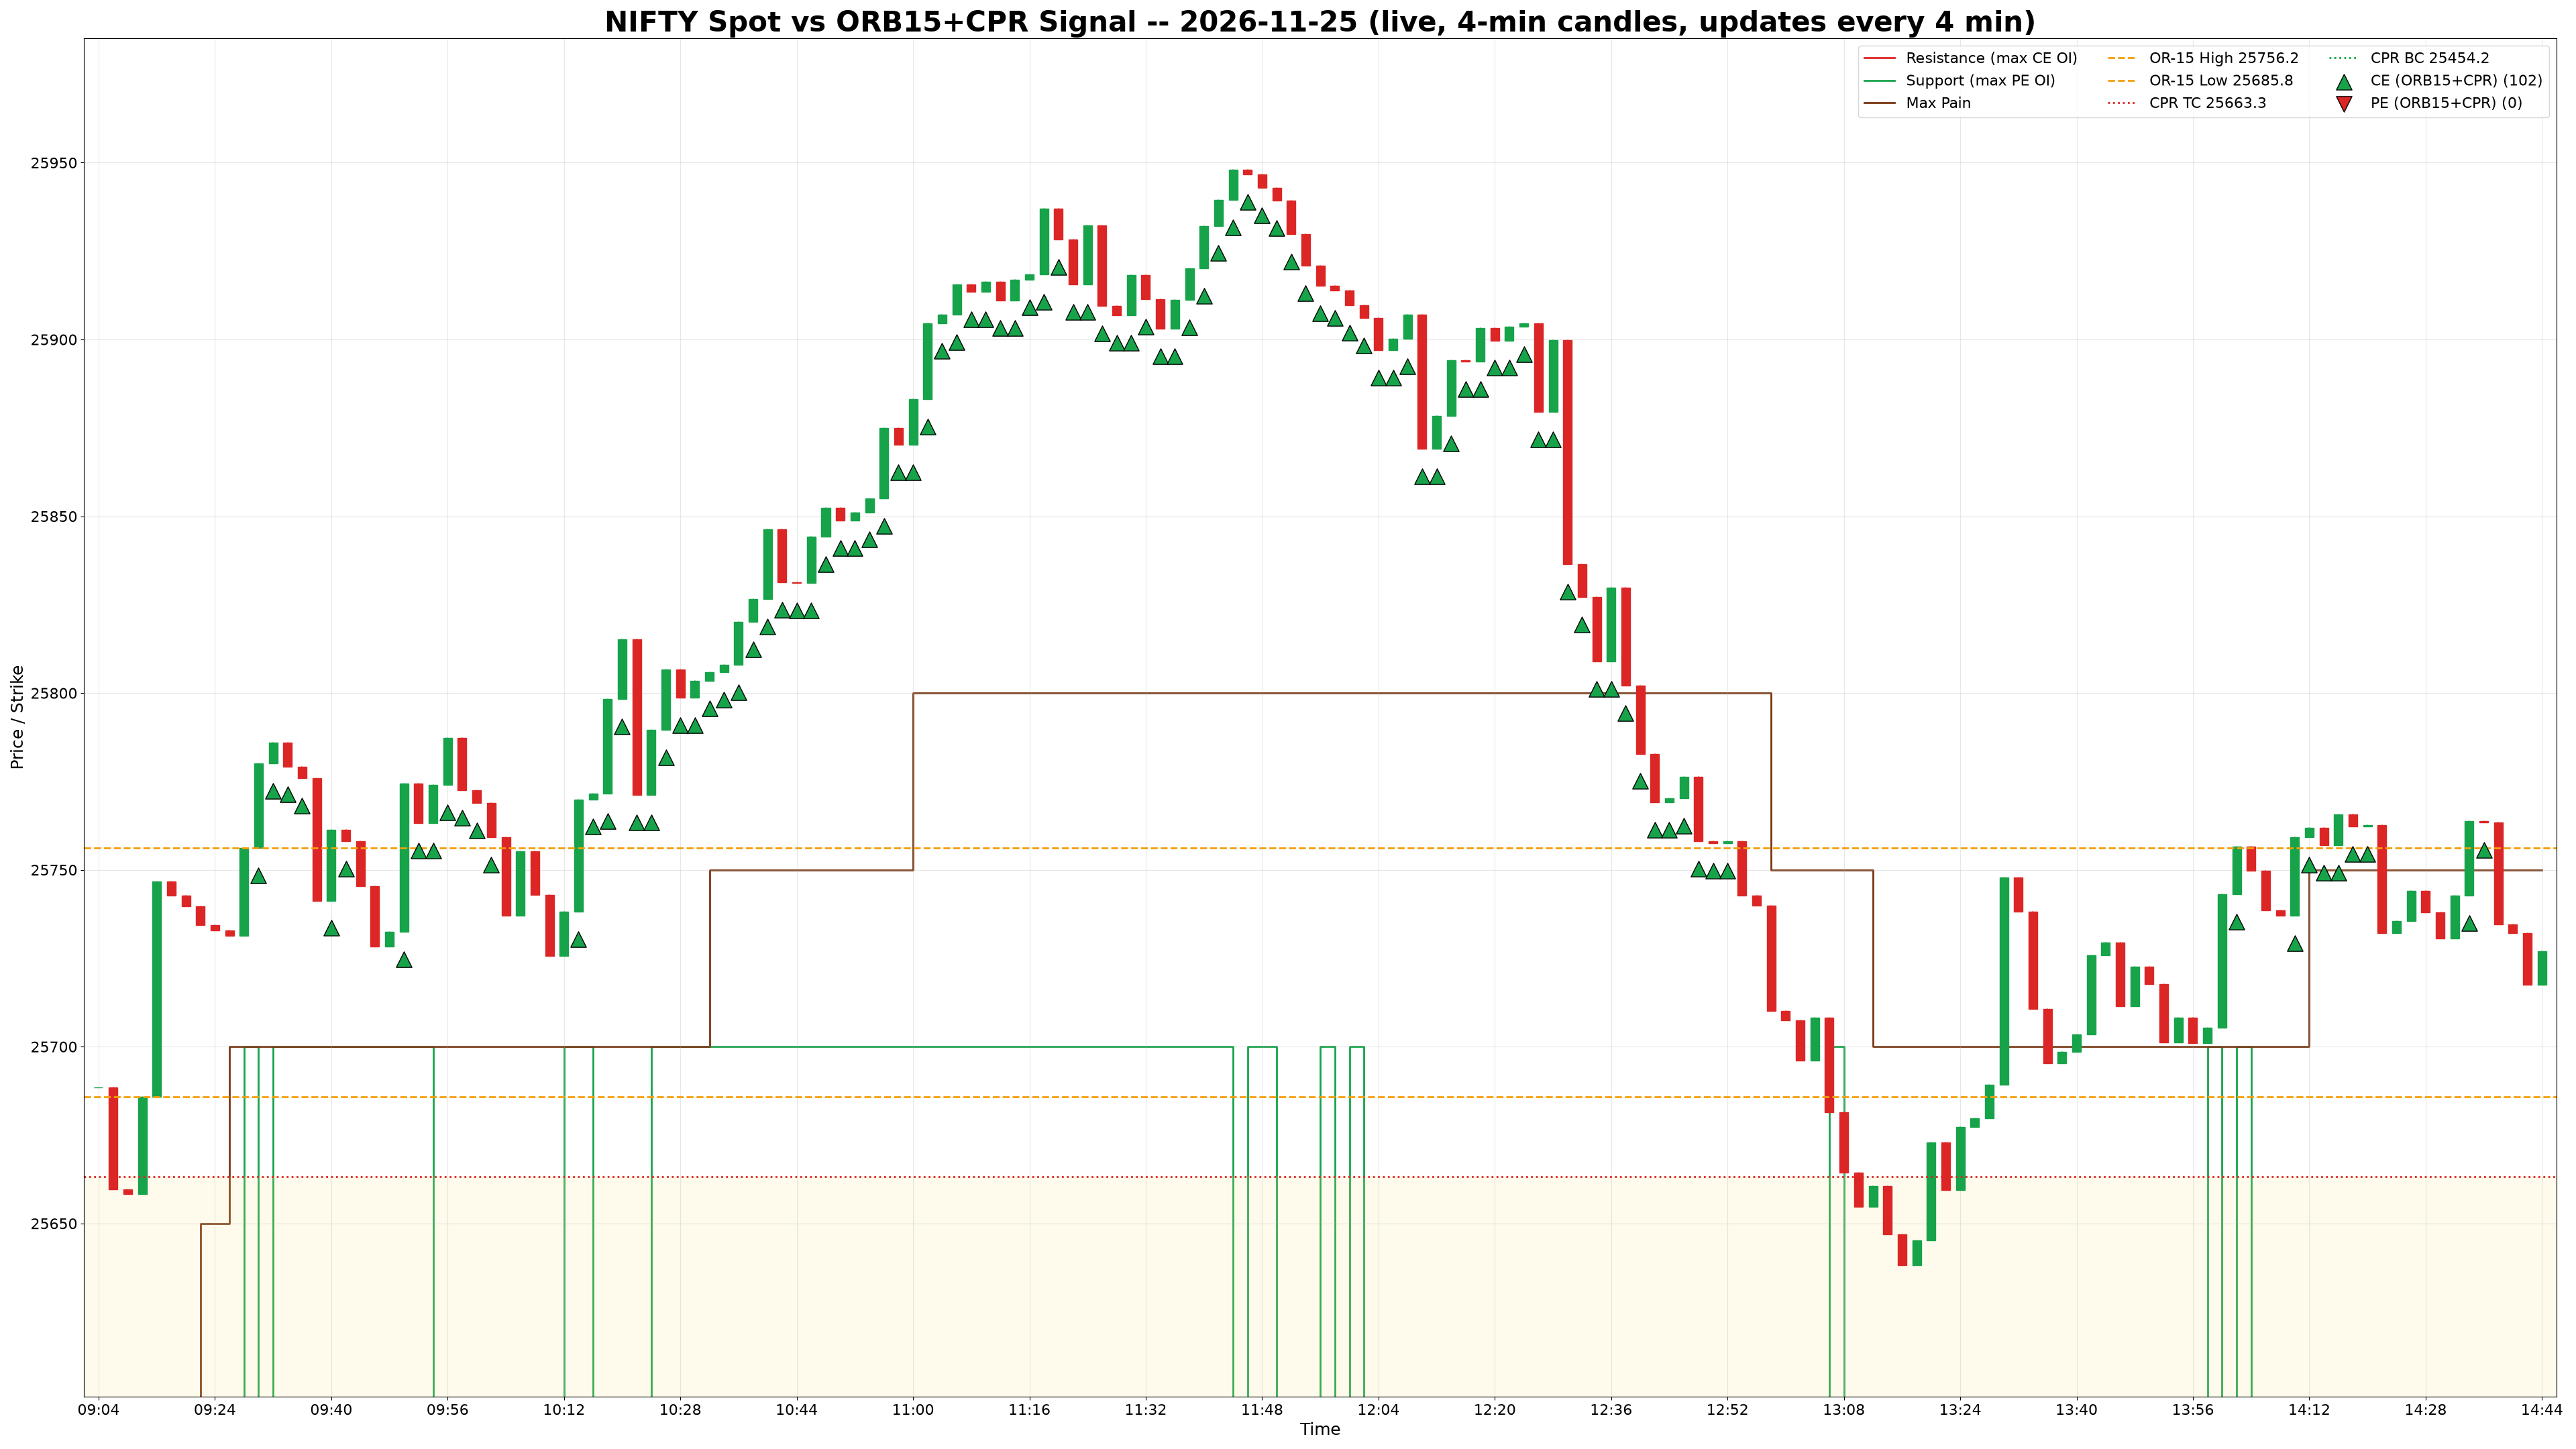 NIFTY Spot vs ORB15+CPR Signal -- 2026-11-25 (live, 4-min candles, updates every 4 min)
Resistance (max CE OI)
Support (max PE OI)
Max Pain
OR-15 High 25756.2
OR-15 Low 25685.8
CPR TC 25663.3
CPR BC 25454.2
CE (ORB15+CPR) (102)
PE (ORB15+CPR) (0)
Price / Strike
25950
25900
25850
25800
25750
25700
25650
09:04 09:24 09:40 09:56 10:12 10:28 10:44 11:00 11:16 11:32 11:48 12:04 12:20 12:36 12:52 13:08 13:24 13:40 13:56 14:12 14:28 14:44
Time